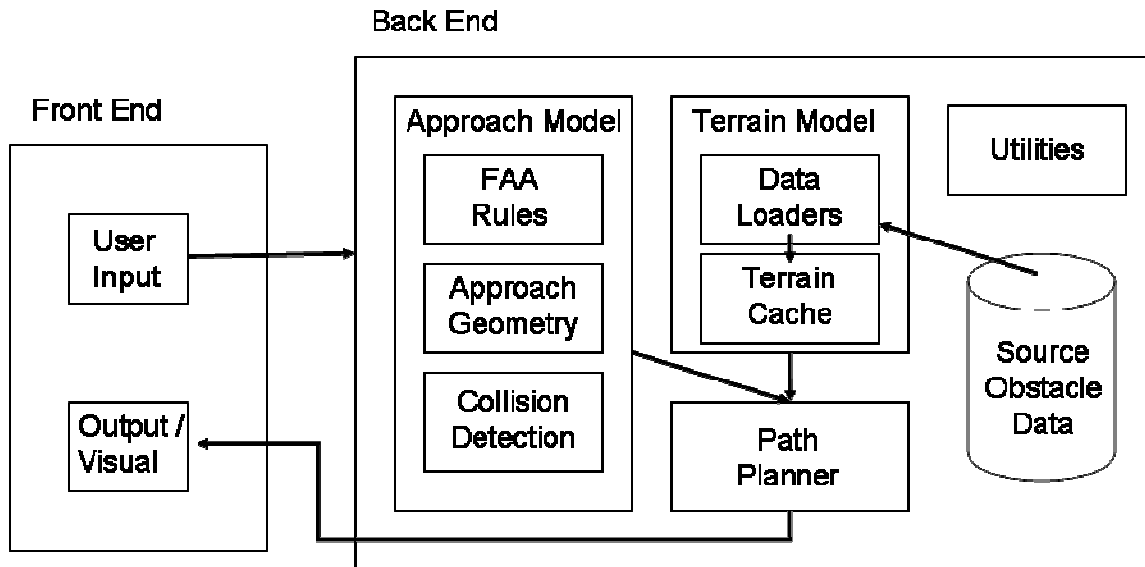 Back End
Front End
User
Input
Output /
Visual
Approach Model
FAA
Rules
Approach
Geometry
Collision
Detection
Terrain Model
Data
Loaders
Terrain
Cache
Path
Planner
Utilities
Source
Obstacle
Data